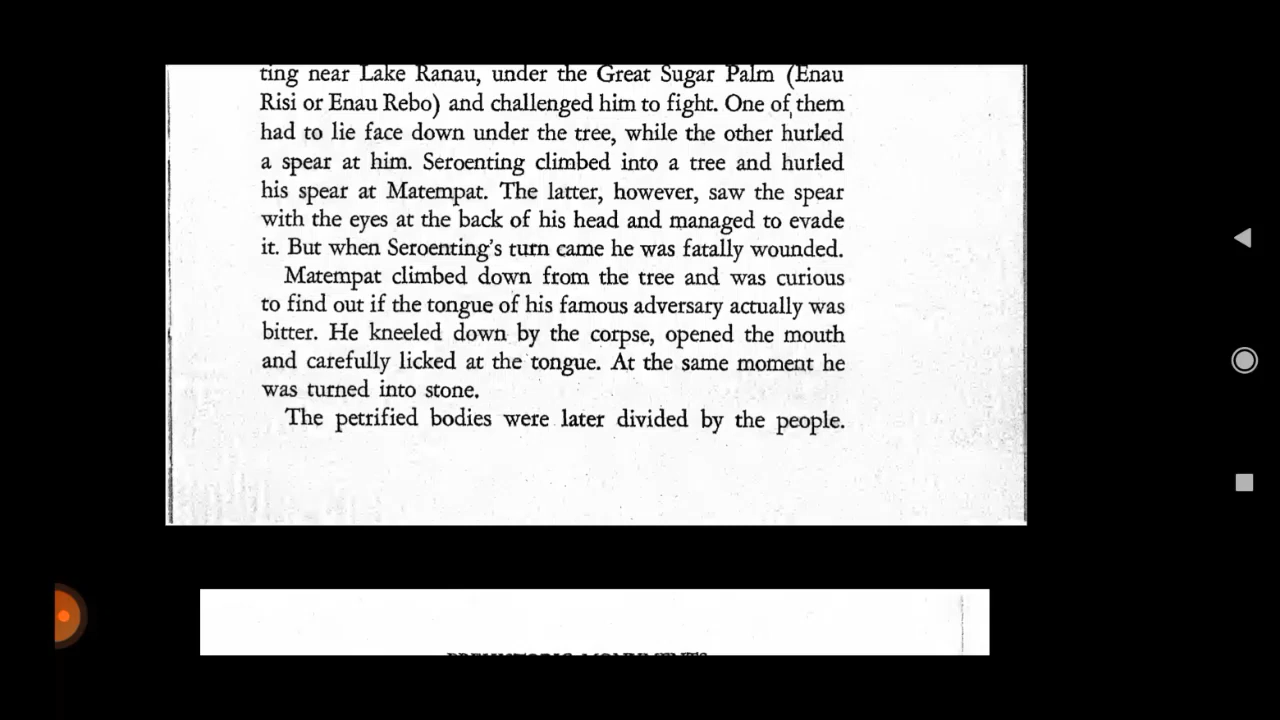 ting near Lake Ranau, under the Great Sugar Palm (Enau
Risi or Enau Rebo) and challenged him to fight. One of them
had to lie face down under the tree, while the other hurled
a spear at him. Seroenting climbed into a tree and hurled
his spear at Matempat. The latter, however, saw the spear
with the eyes at the back of his head and managed to evade
it. But when Seroenting's turn came he was fatally wounded.
Matempat climbed down from the tree and was curious
to find out if the tongue of his famous adversary actually was
bitter. He kneeled down by the corpse, opened the mouth
and carefully licked at the tongue. At the same moment he
was turned into stone.
The petrified bodies were later divided by the people.